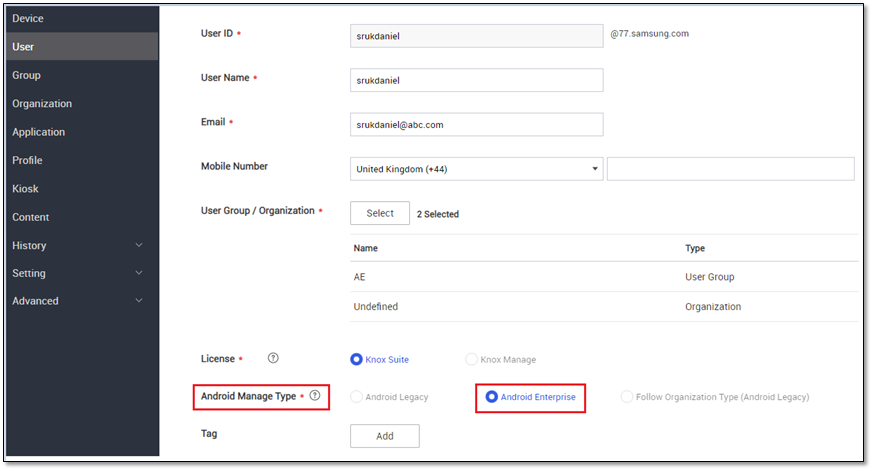 Device
User
Group
Organization
Application
Profile
Kiosk
Content
History
Setting
Advanced
User ID * srukdaniel @77.samsung.com
User Name * srukdaniel
Email * srukdaniel@abc.com
Mobile Number United Kingdom (+44)
User Group / Organization * Select 2 Selected
Name Type
AE User Group
Undefined Organization
License * ? Knox Suite Knox Manage
Android Manage Type * ? Android Legacy Android Enterprise Follow Organization Type (Android Legacy)
Tag Add